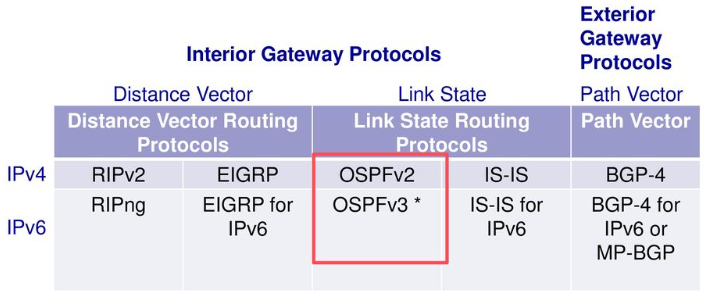 Exterior
Gateway
Protocols
Interior Gateway Protocols
Distance Vector Link State Path Vector
Distance Vector Routing Link State Routing Path Vector
Protocols Protocols
IPv4 RIPv2 EIGRP OSPFv2 IS-IS BGP-4
RIPng EIGRP for OSPFv3 * IS-IS for BGP-4 for
IPv6 IPv6 IPv6 IPv6 or
MP-BGP